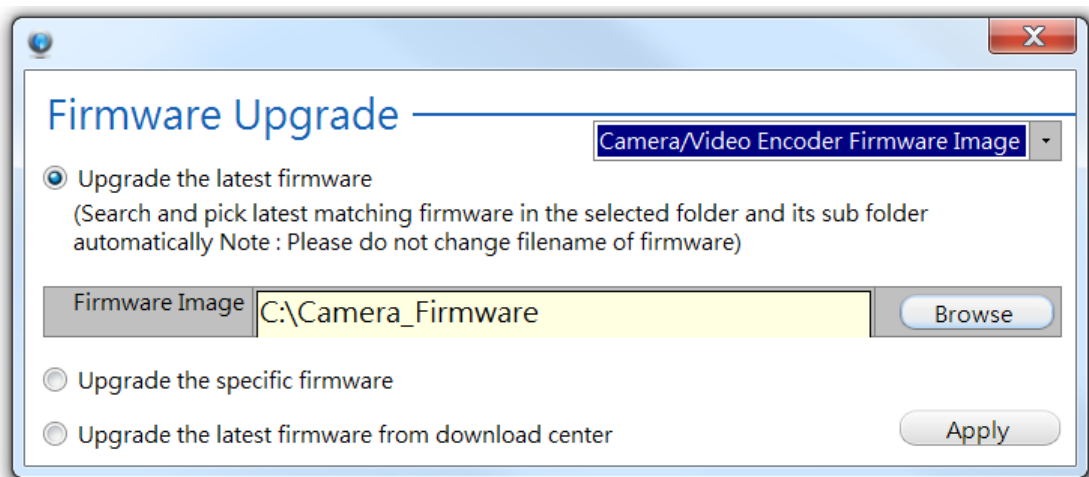 Firmware Upgrade
Camera/Video Encoder Firmware Image
Upgrade the latest firmware
(Search and pick latest matching firmware in the selected folder and its sub folder
automatically Note : Please do not change filename of firmware)
Firmware Image C:\Camera_Firmware Browse
Upgrade the specific firmware
Upgrade the latest firmware from download center Apply